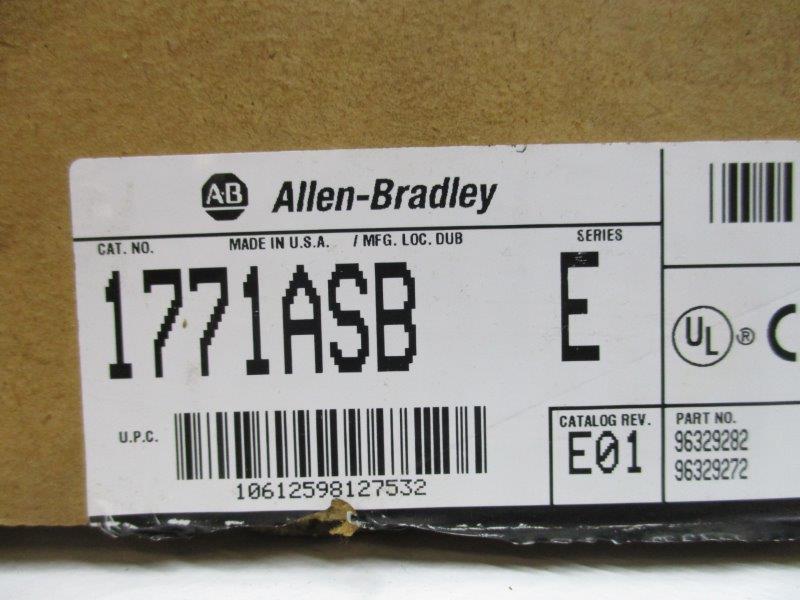 A·B Allen-Bradley
CAT. NO. MADE IN U.S.A. / MFG. LOC. DUB SERIES
1771ASB E
UL ®
U.P.C.
10612598127532
CATALOG REV.
E01
PART NO.
96329282
96329272